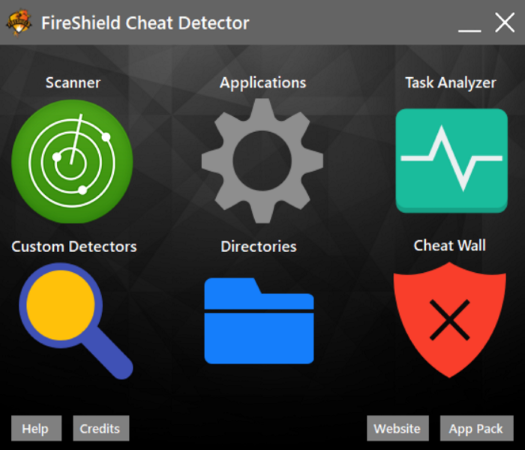 FireShield Cheat Detector
Scanner
Applications
Task Analyzer
Custom Detectors
Directories
Cheat Wall
Help
Credits
Website
App Pack